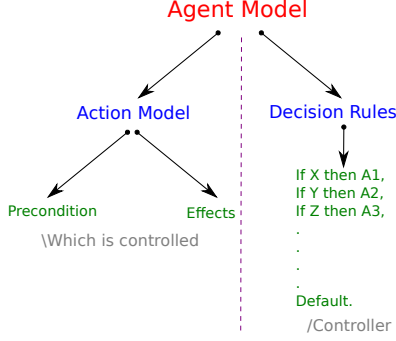 Agent Model
Action Model
Decision Rules
Precondition
Effects
\Which is controlled
If X then A1,
If Y then A2,
If Z then A3,
.
.
.
.
Default.
/Controller